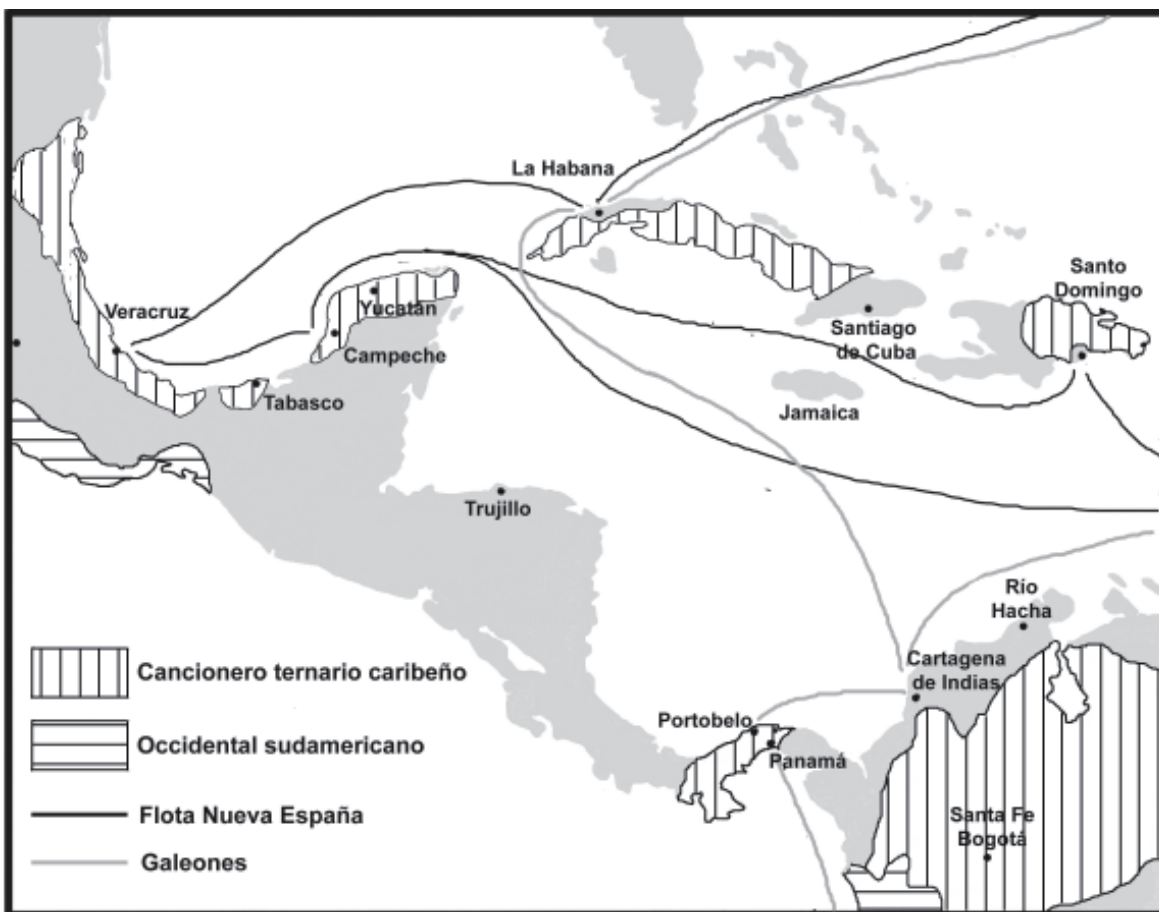 La Habana
Santo
Domingo
Veracruz
Yucatán
Campeche
Santiago
de Cuba
Tabasco
Jamaica
Trujillo
Río
Hacha
Cartagena
de Indias
Portobelo
Panamá
Santa Fe
Bogotá
Cancionero ternario caribeño
Occidental sudamericano
Flota Nueva España
Galeones